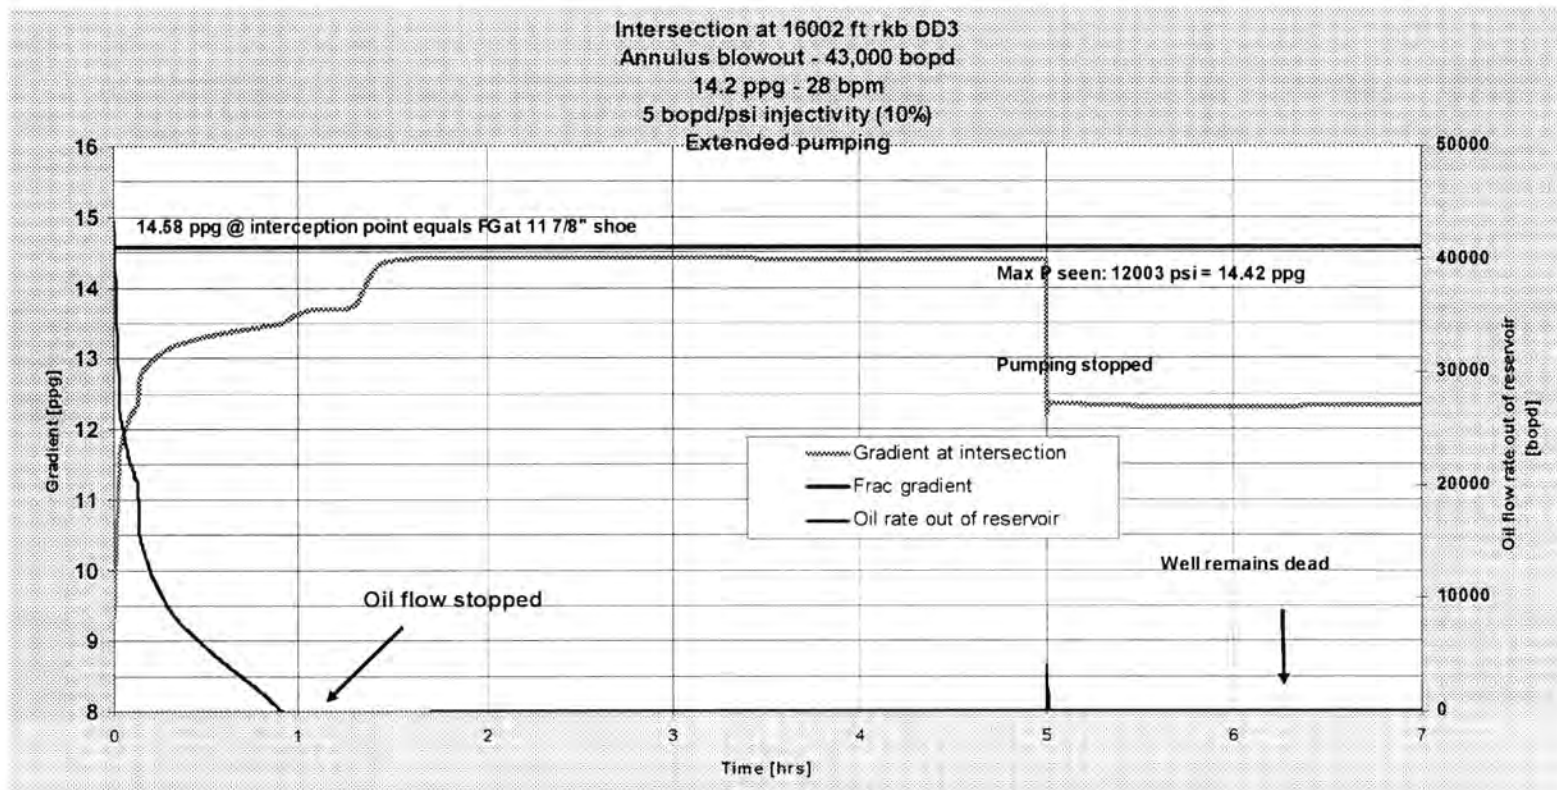 Intersection at 16002 ft rkb DD3
Annulus blowout - 43,000 bopd
14.2 ppg - 28 bpm
5 bopd/psi injectivity (10%)
Extended pumping
16
15
14
13
12
11
10
9
8
Gradient [ppg]
50000
40000
30000
20000
10000
0
Oil flow rate out of reservoir
[bopd]
14.58 ppg @ interception point equals FG at 11 7/8" shoe
Max P seen: 12003 psi = 14.42 ppg
Pumping stopped
Gradient at intersection
Frac gradient
Oil rate out of reservoir
Well remains dead
Oil flow stopped
0 1 2 3 4 5 6 7
Time [hrs]